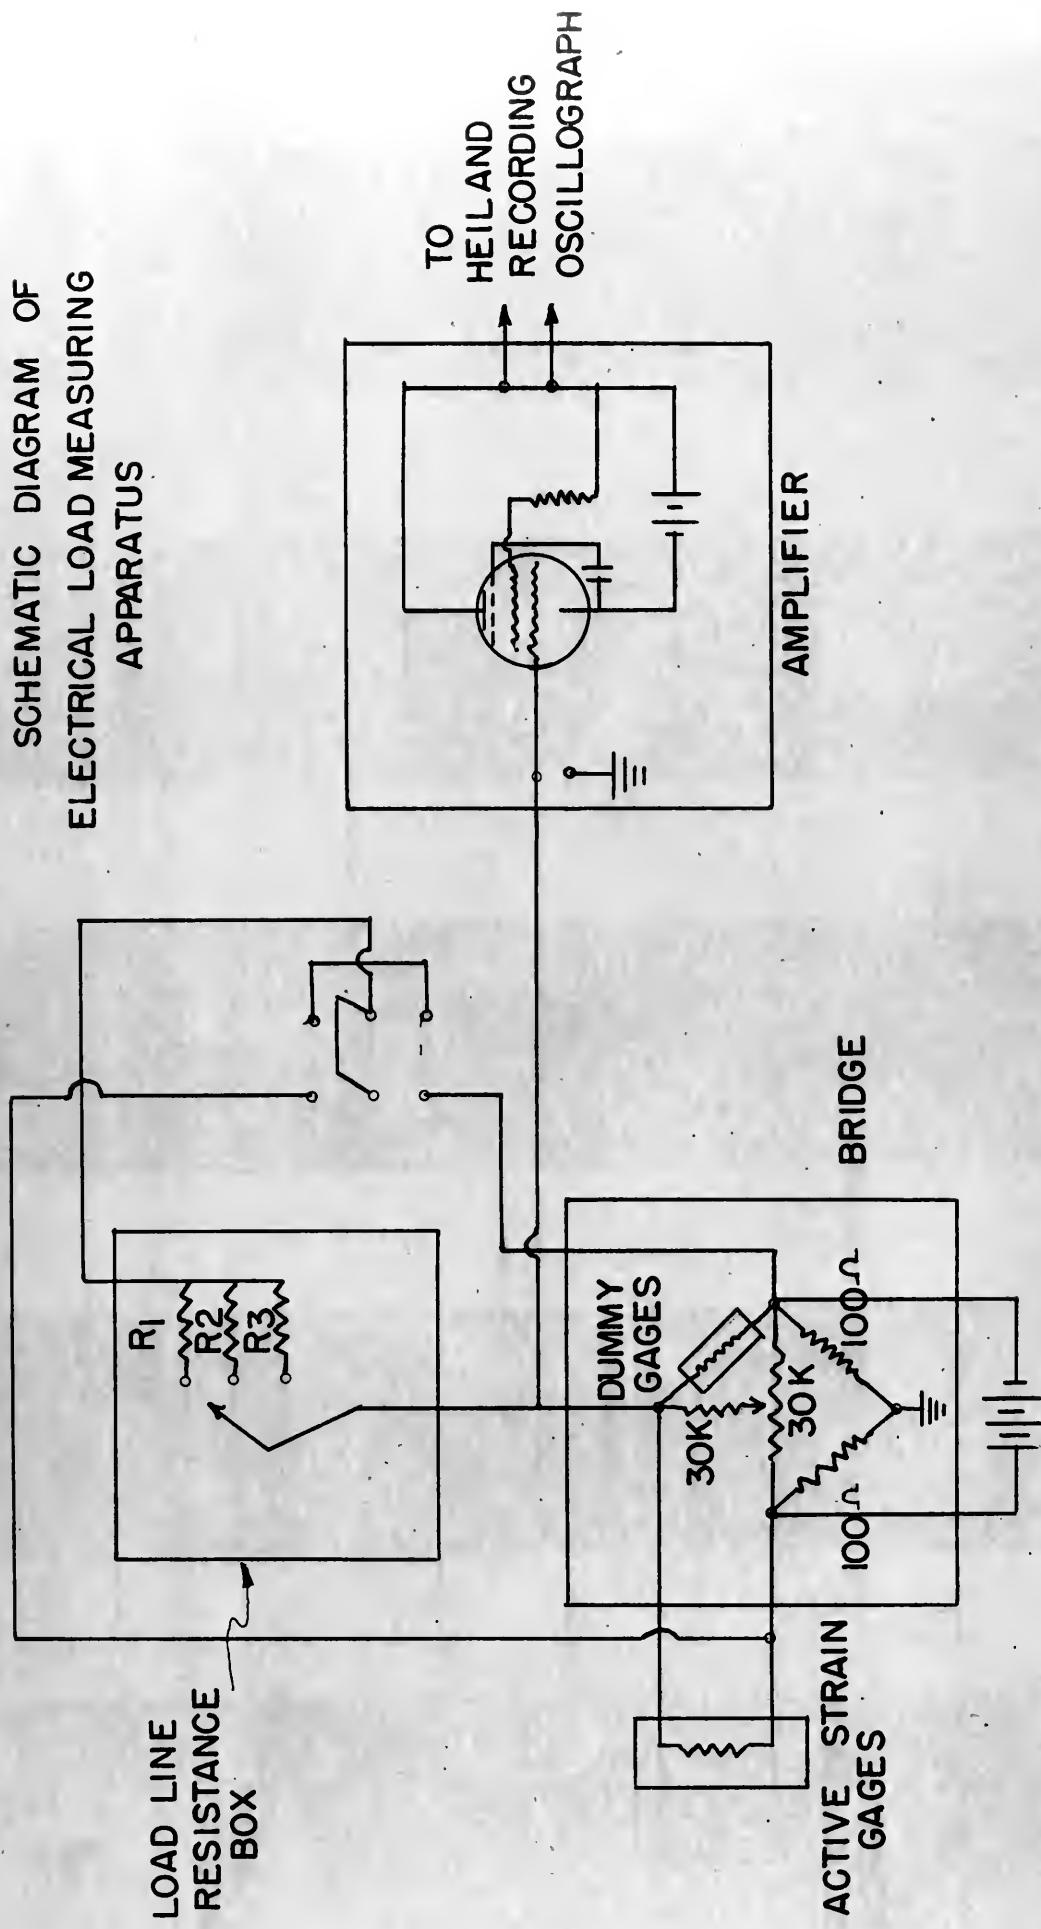 SCHEMATIC DIAGRAM OF
ELECTRICAL LOAD MEASURING
APPARATUS
LOAD LINE
RESISTANCE
BOX
R1
R2
R3
TO
HEILAND
RECORDING
OSCILLOGRAPH
AMPLIFIER
DUMMY
GAGES
30K
30K
100Ω
100Ω
BRIDGE
ACTIVE STRAIN
GAGES